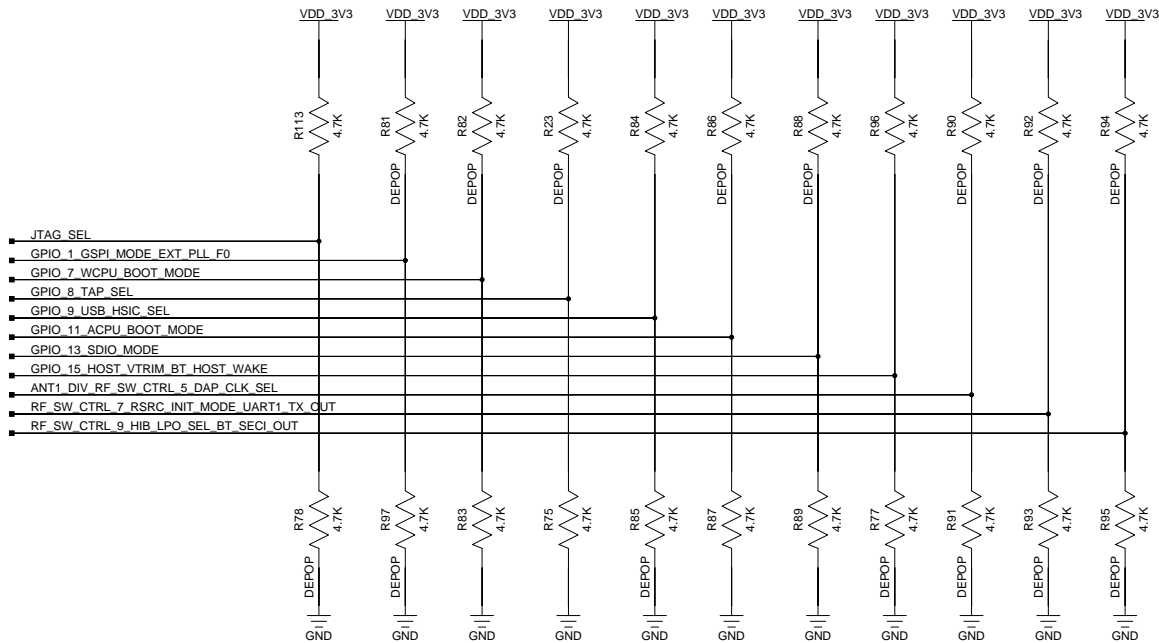 VDD_3V3 VDD_3V3 VDD_3V3 VDD_3V3 VDD_3V3 VDD_3V3 VDD_3V3 VDD_3V3 VDD_3V3 VDD_3V3 VDD_3V3
R113 4.7K
R81 4.7K
DEPOP
R82 4.7K
DEPOP
R23 4.7K
DEPOP
R84 4.7K
R86 4.7K
DEPOP
R88 4.7K
DEPOP
R96 4.7K
R90 4.7K
DEPOP
R92 4.7K
DEPOP
R94 4.7K
DEPOP
JTAG_SEL
GPIO_1_GSPI_MODE_EXT_PLL_F0
GPIO_7_WCPU_BOOT_MODE
GPIO_8_TAP_SEL
GPIO_9_USB_HSIC_SEL
GPIO_11_ACPU_BOOT_MODE
GPIO_13_SDIO_MODE
GPIO_15_HOST_VTRIM_BT_HOST_WAKE
ANT1_DIV_RF_SW_CTRL_5_DAP_CLK_SEL
RF_SW_CTRL_7_RSRC_INIT_MODE_UART1_TX_OUT
RF_SW_CTRL_9_HIB_LPO_SEL_BT_SECI_OUT
R78 4.7K
DEPOP
R97 4.7K
DEPOP
R83 4.7K
R75 4.7K
R85 4.7K
DEPOP
R87 4.7K
R89 4.7K
R77 4.7K
DEPOP
R91 4.7K
DEPOP
R93 4.7K
DEPOP
R95 4.7K
DEPOP
GND GND GND GND GND GND GND GND GND GND GND